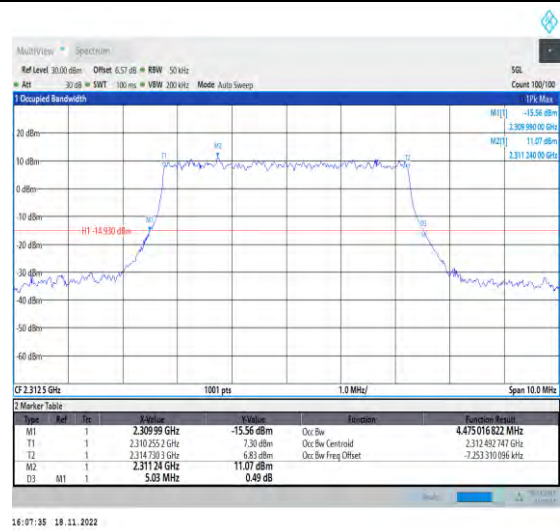 MultiView Spectrum
Ref Level 30.00 dBm Offset 6.57 dB RBW 50 kHz SGL
Att 30 dB SWT 100 ms VBW 200 kHz Mode Auto Sweep Count 100/100
1 Occupied Bandwidth 1Pk Max
M1[1] -15.56 dBm
2.309 990 00 GHz
M2[1] 11.07 dBm
2.311 240 00 GHz
20 dBm
M2
T1 T2
10 dBm
0 dBm
-10 dBm
M1 D3
H1 -14.930 dBm
-20 dBm
-30 dBm
-40 dBm
-50 dBm
-60 dBm
CF 2.312 5 GHz 1001 pts 1.0 MHz/ Span 10.0 MHz
2 Marker Table
Type Ref Trc X-Value Y-Value Function Function Result
M1 1 2.309 99 GHz -15.56 dBm Occ Bw 4.475 016 822 MHz
T1 1 2.310 255 2 GHz 7.30 dBm Occ Bw Centroid 2.312 492 747 GHz
T2 1 2.314 730 3 GHz 6.83 dBm Occ Bw Freq Offset -7.253 310 096 kHz
M2 1 2.311 24 GHz 11.07 dBm
D3 M1 1 5.03 MHz 0.49 dB
Ready
16:07:35 18.11.2022